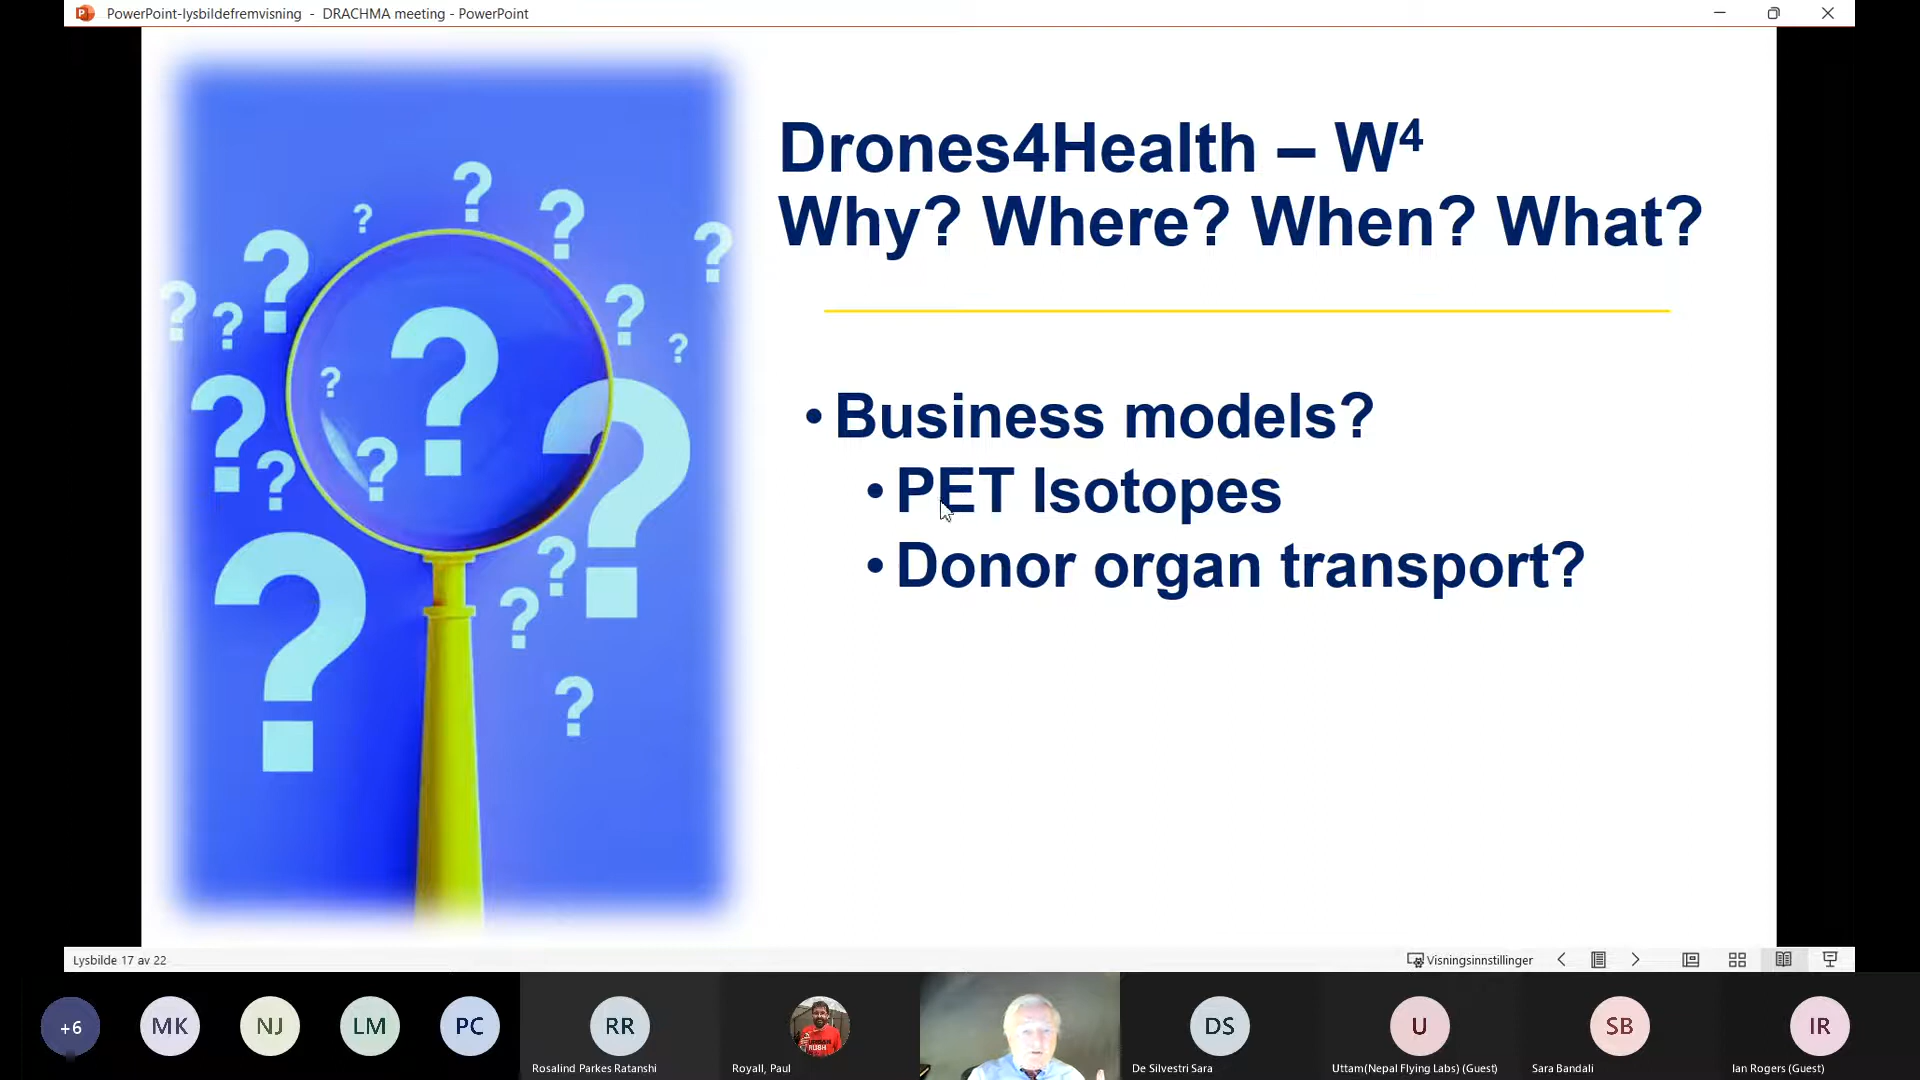 PowerPoint-lysbildefremvisning - DRACHMA meeting - PowerPoint
Drones4Health – W⁴
Why? Where? When? What?
• Business models?
• PET Isotopes
• Donor organ transport?
Lysbilde 17 av 22
Visningsinnstillinger
+6
MK
NJ
LM
PC
RR
DS
U
SB
IR
Rosalind Parkes Ratanshi
Royall, Paul
De Silvestri Sara
Uttam(Nepal Flying Labs) (Guest)
Sara Bandali
Ian Rogers (Guest)